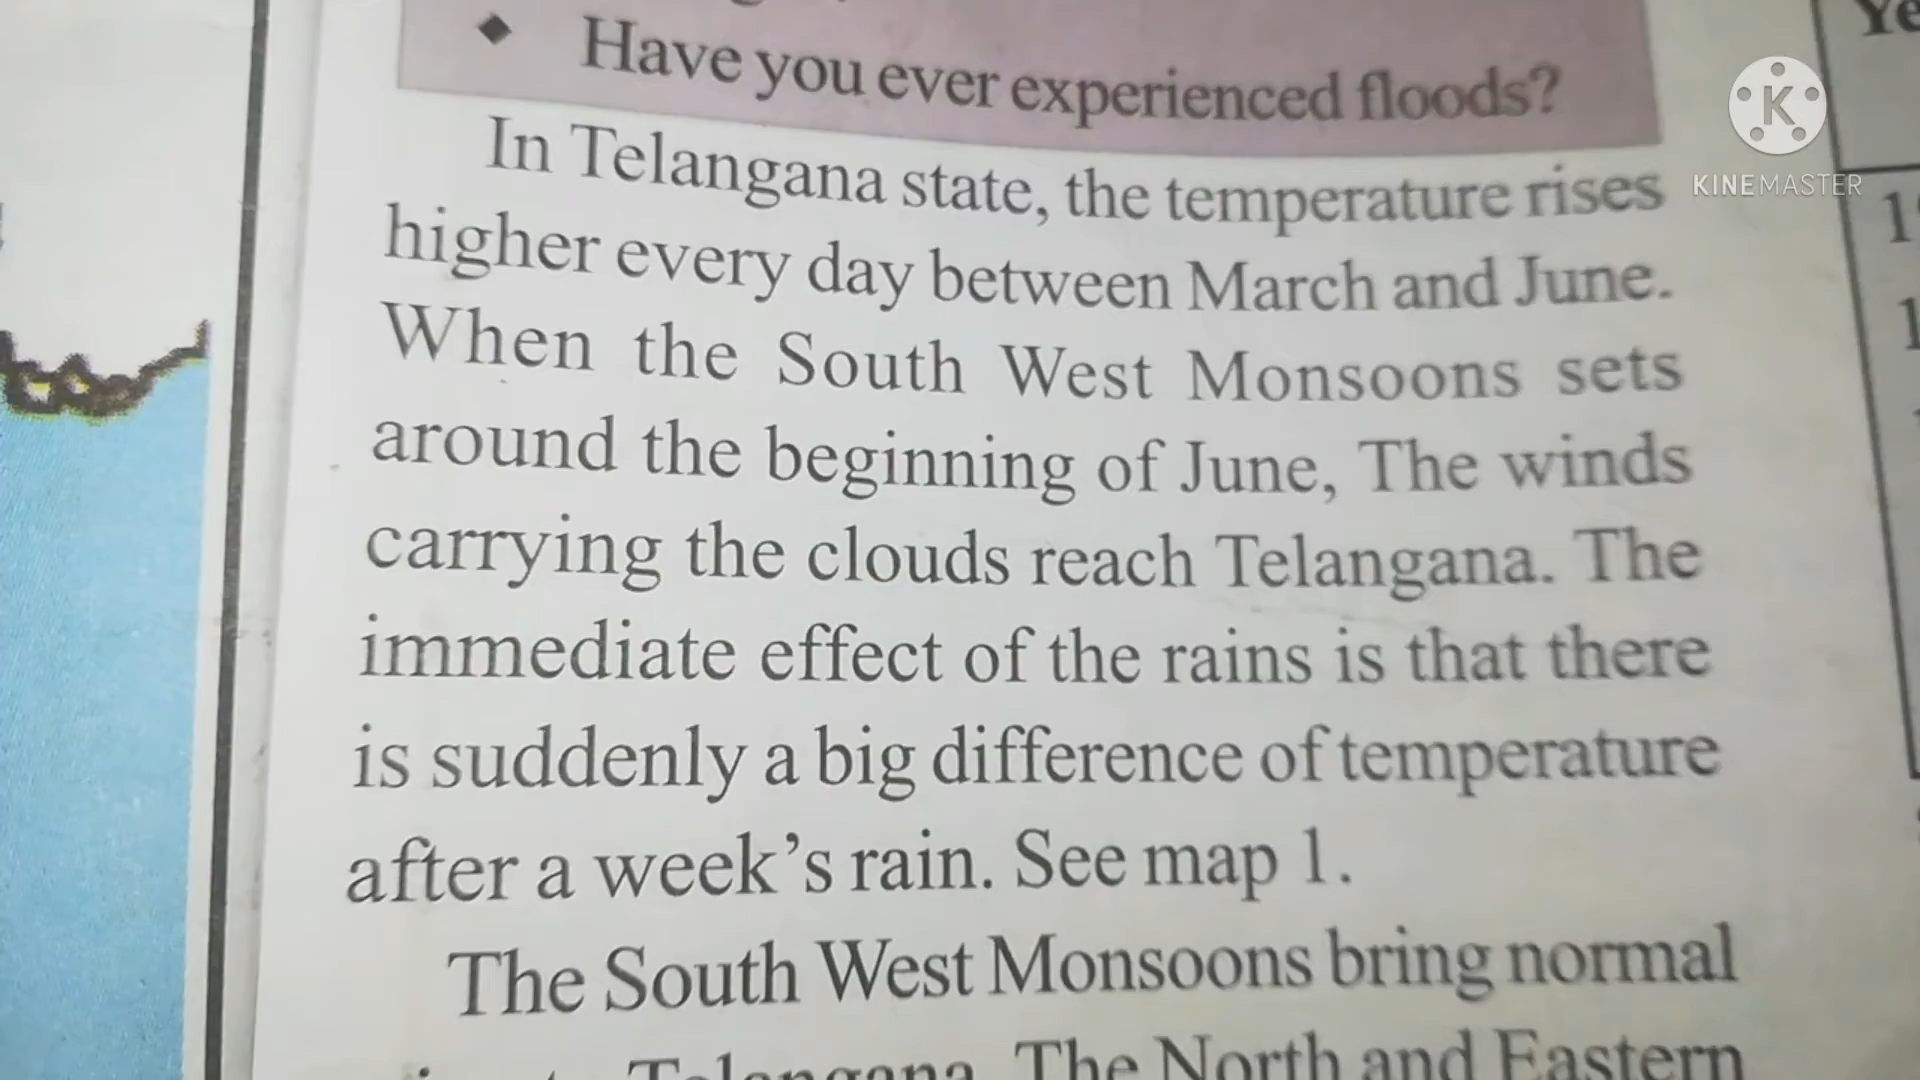 Have you ever experienced floods?
In Telangana state, the temperature rises
higher every day between March and June.
When the South West Monsoons sets
around the beginning of June, The winds
carrying the clouds reach Telangana. The
immediate effect of the rains is that there
is suddenly a big difference of temperature
after a week's rain. See map 1.
The South West Monsoons bring normal
Telangana. The North and Eastern
K
KINEMASTER